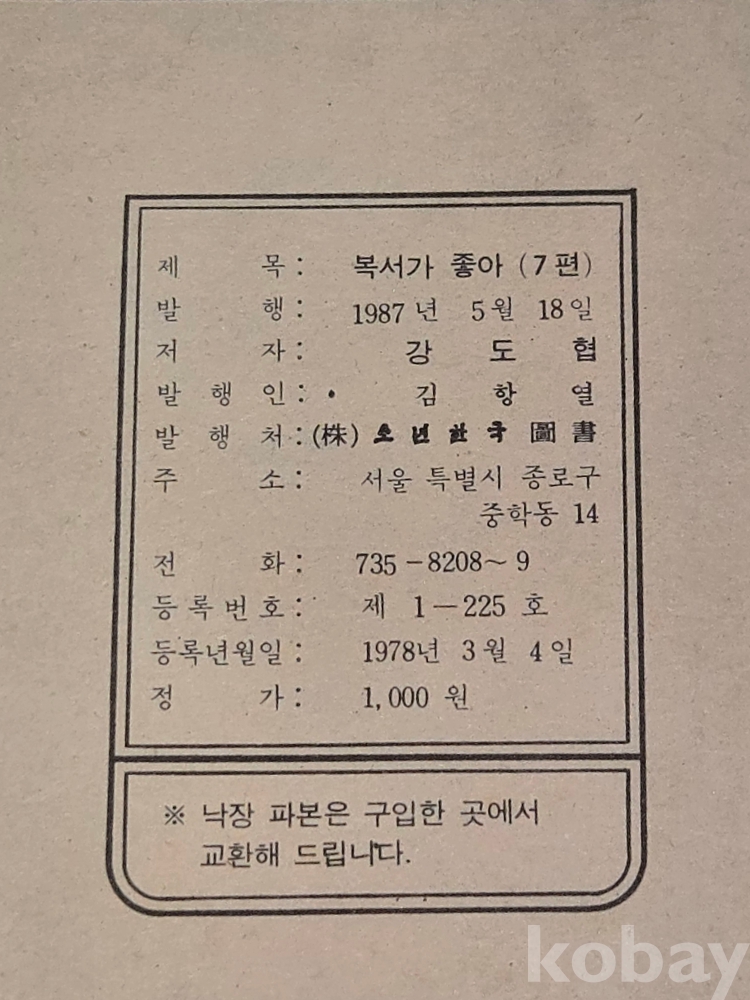 제 목 : 복서가 좋아 (7편)
발 행 : 1987년 5월 18일
저 자 : 강 도 협
발 행 인 : 김 항 열
발 행 처 : (株) 소년한국 圖書
주 소 : 서울 특별시 종로구
중학동 14
전 화 : 735-8208~9
등 록 번 호 : 제 1-225 호
등록년월일 : 1978년 3월 4일
정 가 : 1,000 원
※ 낙장 파본은 구입한 곳에서
교환해 드립니다.
kobay